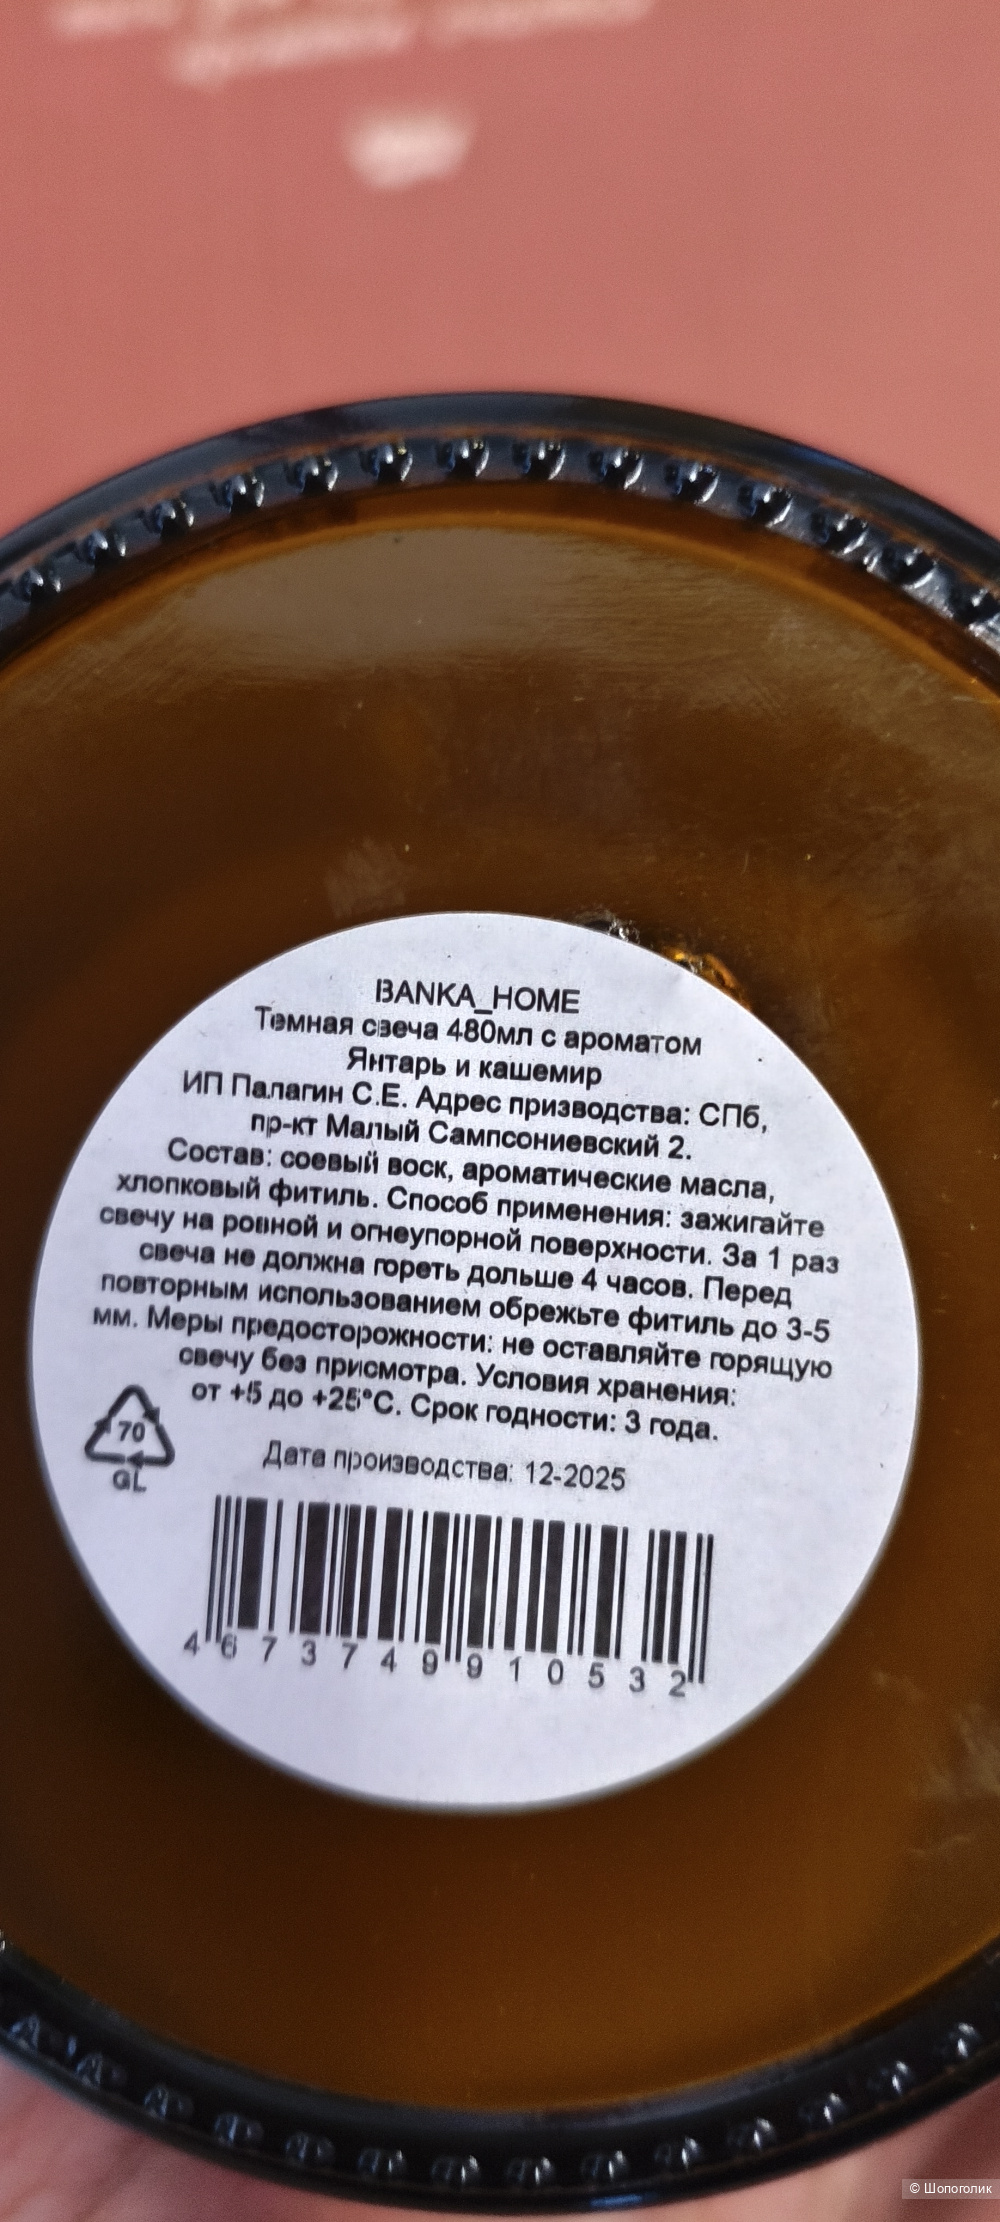 BANKA_HOME
Темная свеча 480мл с ароматом
Янтарь и кашемир
ИП Палагин С.Е. Адрес призводства: СПб,
пр-кт Малый Сампсониевский 2.
Состав: соевый воск, ароматические масла,
хлопковый фитиль. Способ применения: зажигайте
свечу на ровной и огнеупорной поверхности. За 1 раз
свеча не должна гореть дольше 4 часов. Перед
повторным использованием обрежьте фитиль до 3-5
мм. Меры предосторожности: не оставляйте горящую
свечу без присмотра. Условия хранения:
от +5 до +25°С. Срок годности: 3 года.
70
GL
Дата производства: 12-2025
4 673749 910532
© Шопоголик